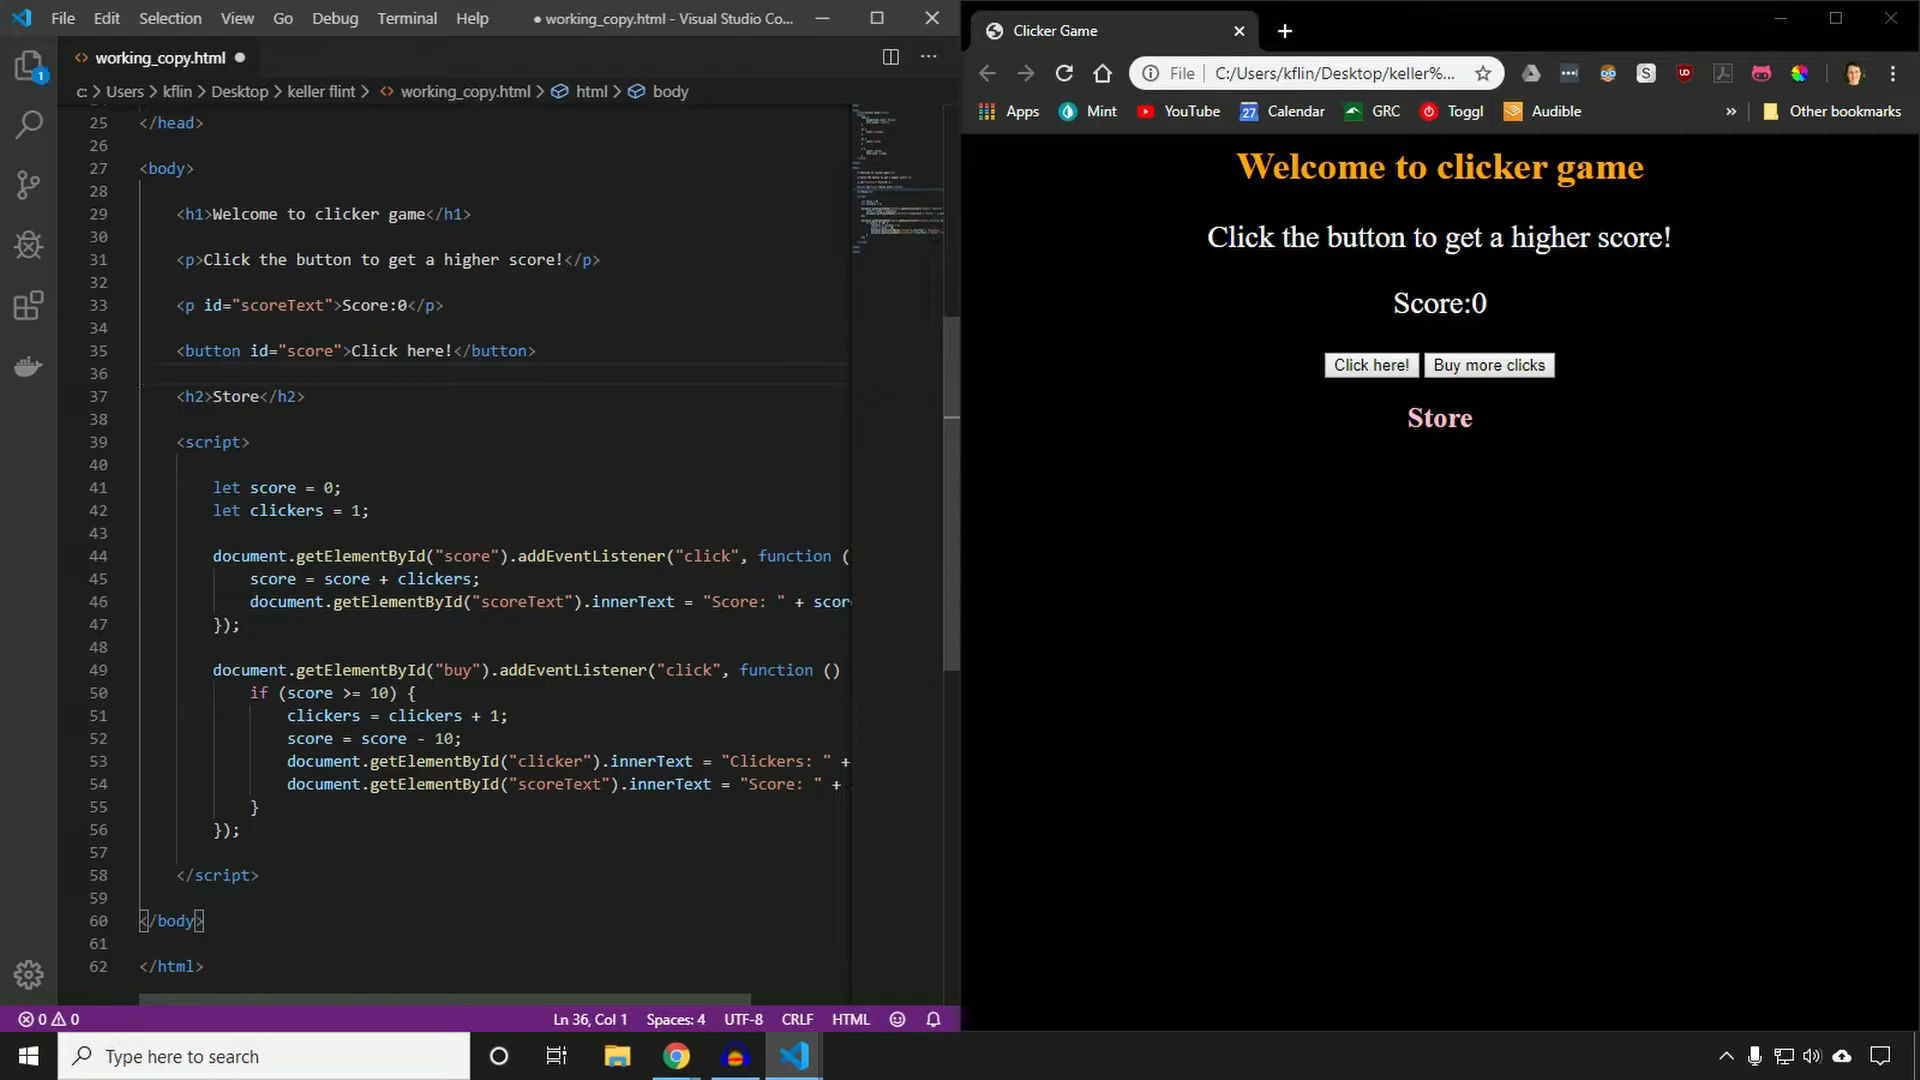 File Edit Selection View Go Debug Terminal Help ● working_copy.html - Visual Studio Co...
working_copy.html ●
c: > Users > kflin > Desktop > keller flint > working_copy.html > html > body
1
25 </head>
26
27 <body>
28
29 <h1>Welcome to clicker game</h1>
30
31 <p>Click the button to get a higher score!</p>
32
33 <p id="scoreText">Score:0</p>
34
35 <button id="score">Click here!</button>
36
37 <h2>Store</h2>
38
39 <script>
40
41 let score = 0;
42 let clickers = 1;
43
44 document.getElementById("score").addEventListener("click", function (
45 score = score + clickers;
46 document.getElementById("scoreText").innerText = "Score: " + scor
47 });
48
49 document.getElementById("buy").addEventListener("click", function ()
50 if (score >= 10) {
51 clickers = clickers + 1;
52 score = score - 10;
53 document.getElementById("clicker").innerText = "Clickers: " +
54 document.getElementById("scoreText").innerText = "Score: " +
55 }
56 });
57
58 </script>
59
60 </body>
61
62 </html>
0 0 Ln 36, Col 1 Spaces: 4 UTF-8 CRLF HTML
Type here to search
Clicker Game
File | C:/Users/kflin/Desktop/keller%...
Apps Mint YouTube 27 Calendar GRC Toggl Audible » Other bookmarks
Welcome to clicker game
Click the button to get a higher score!
Score:0
Click here! Buy more clicks
Store